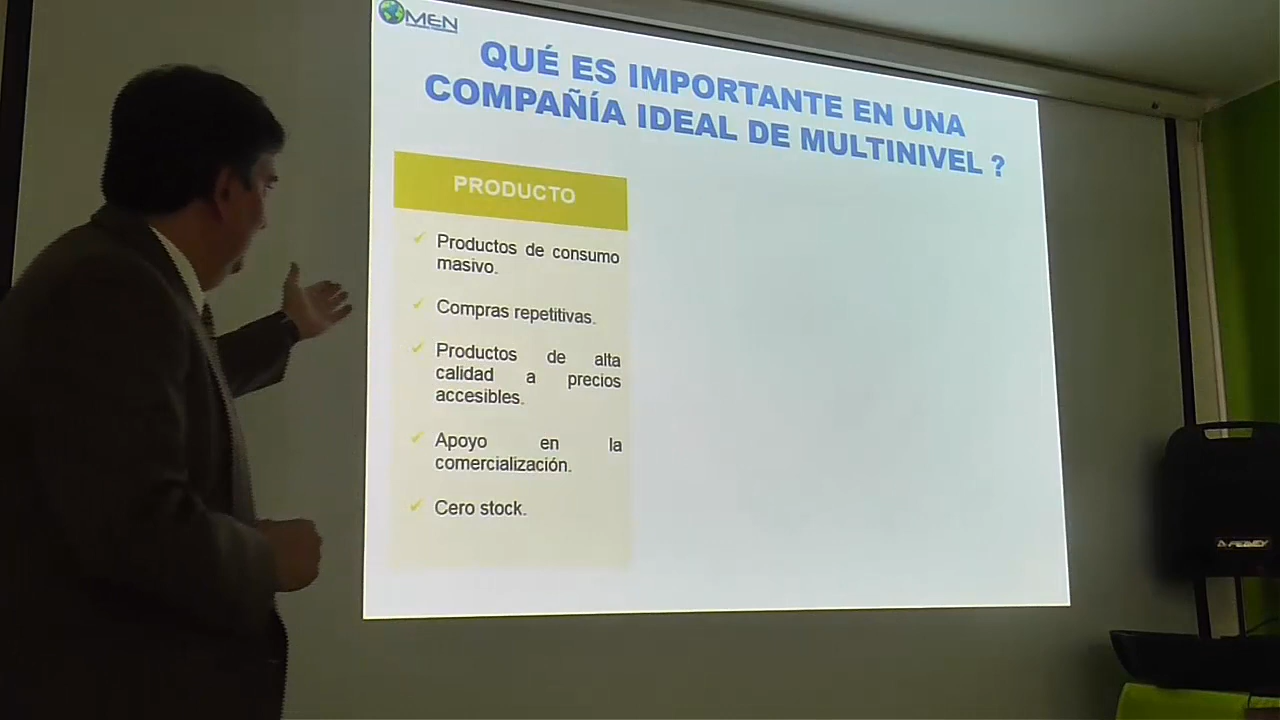 OMEN
QUÉ ES IMPORTANTE EN UNA
COMPAÑÍA IDEAL DE MULTINIVEL ?
PRODUCTO
Productos de consumo
masivo.
Compras repetitivas.
Productos de alta
calidad a precios
accesibles.
Apoyo en la
comercialización.
Cero stock.